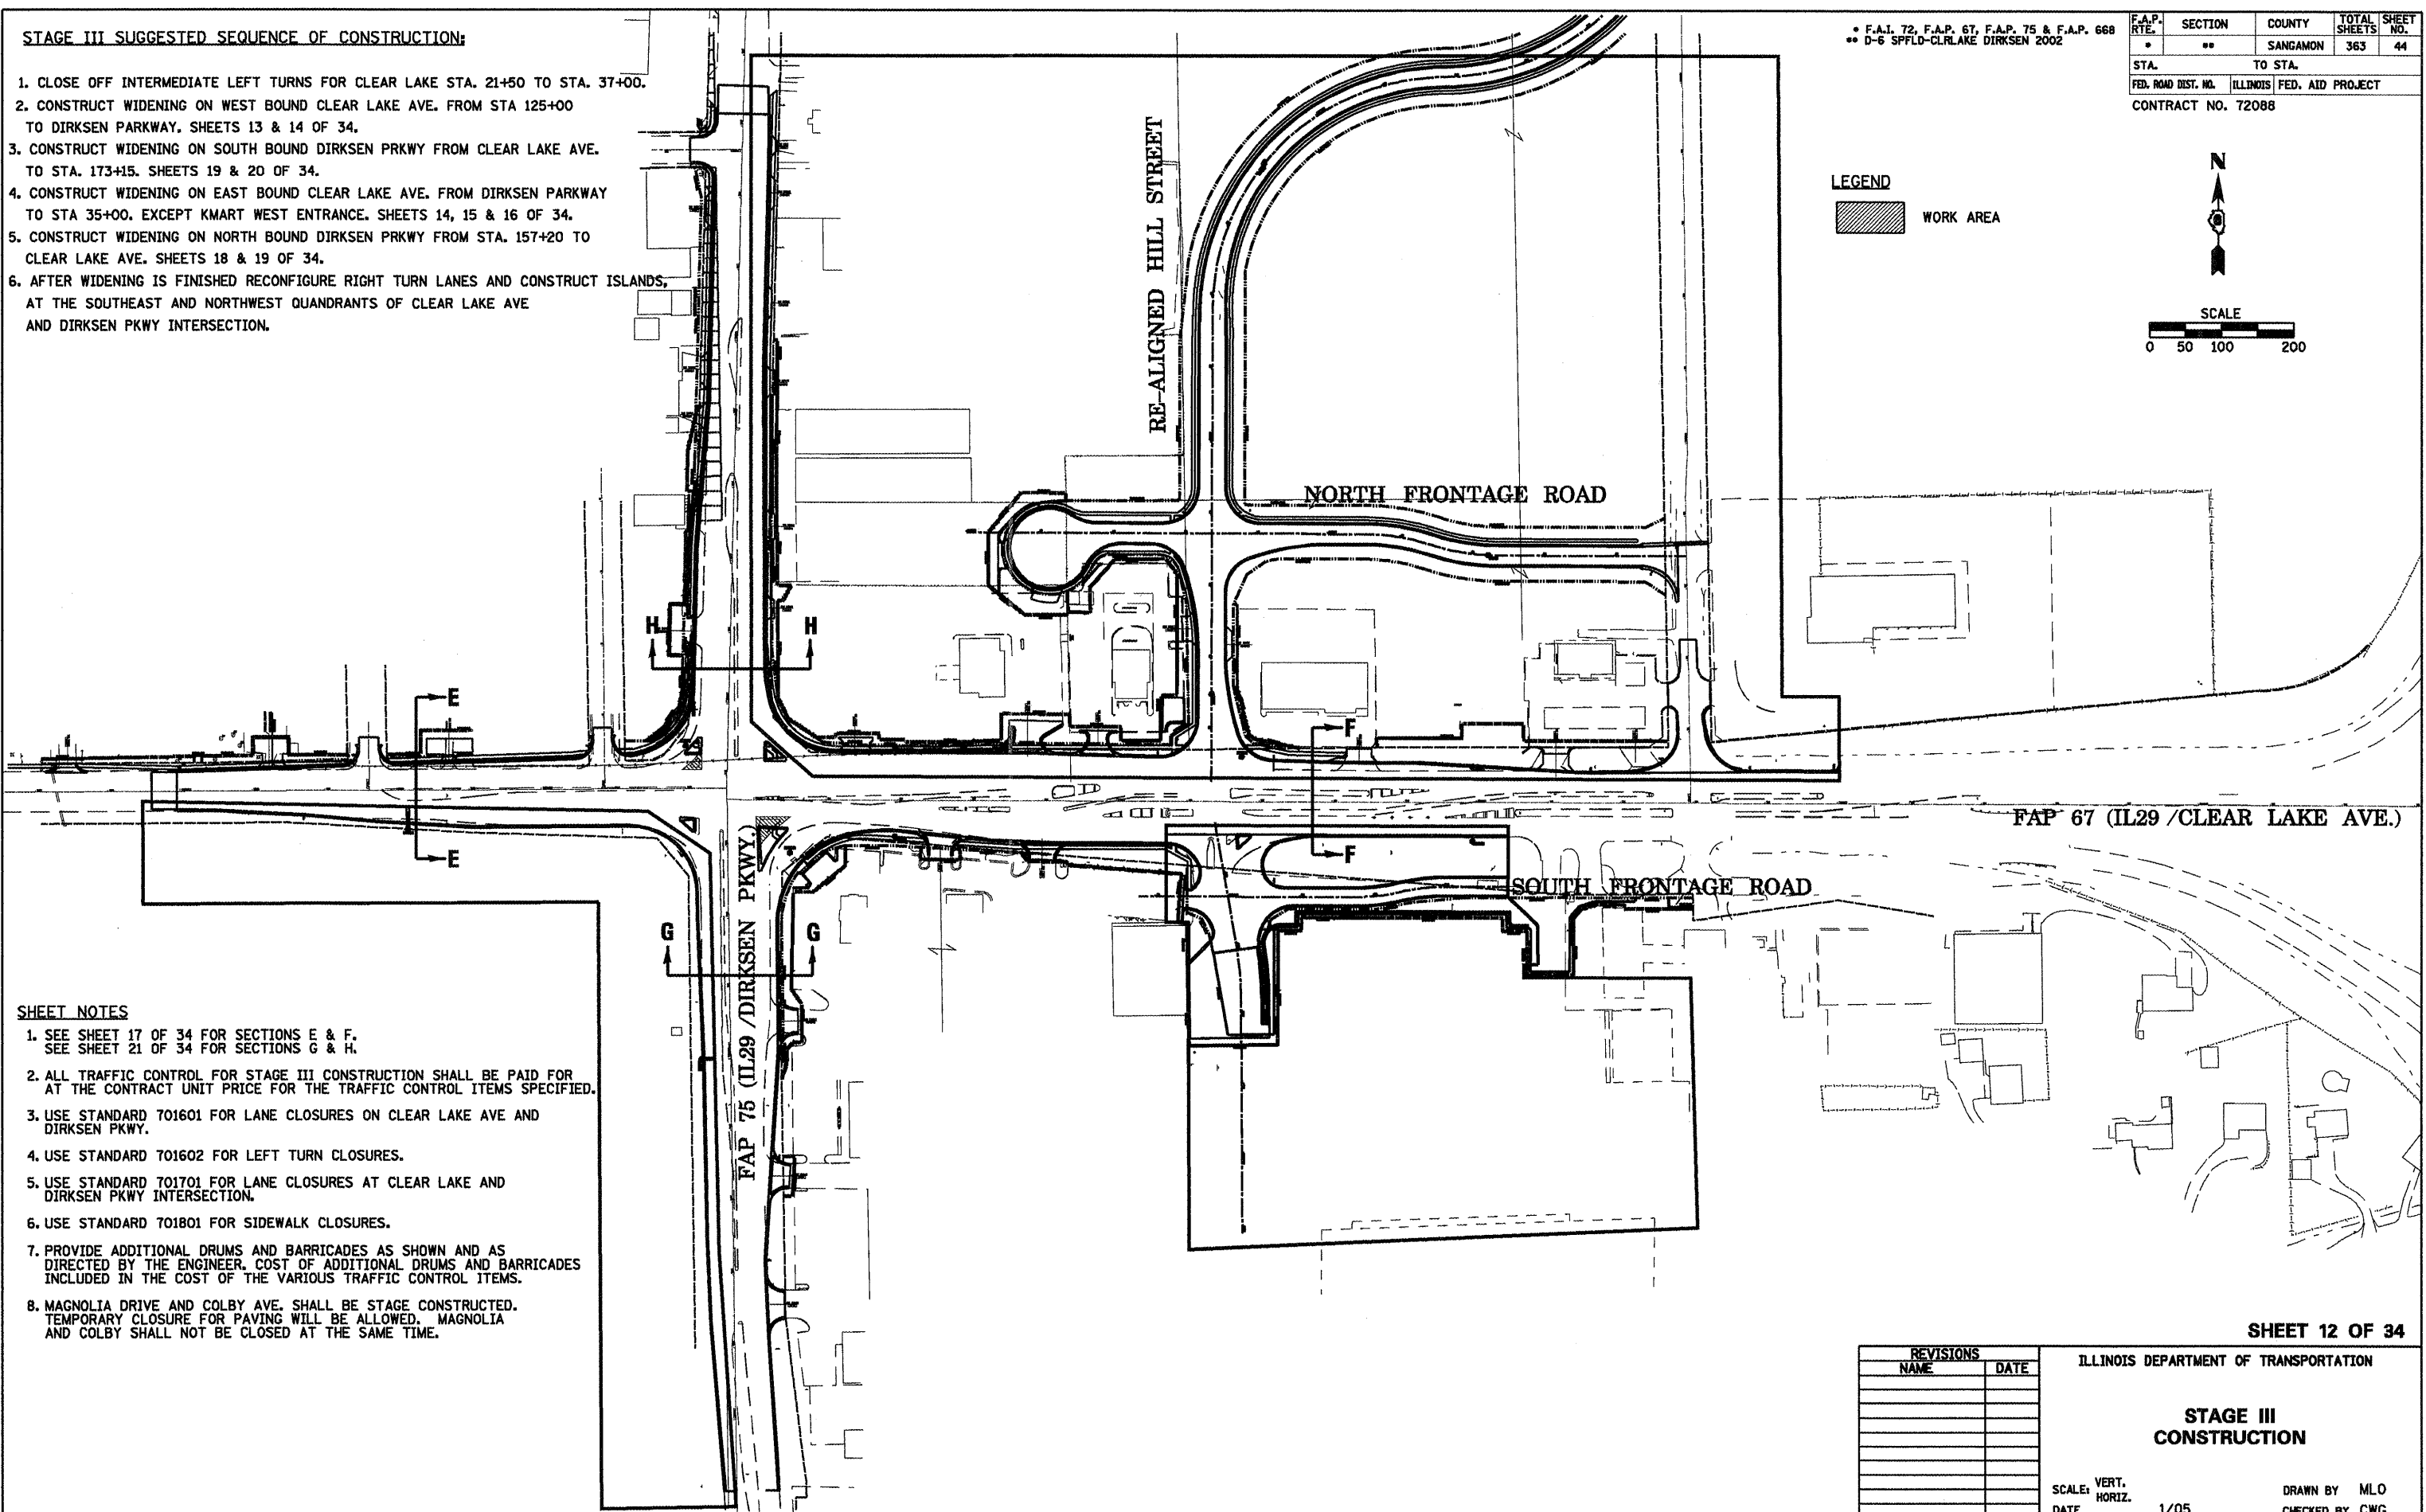 STAGE III SUGGESTED SEQUENCE OF CONSTRUCTION:
1. CLOSE OFF INTERMEDIATE LEFT TURNS FOR CLEAR LAKE STA. 21+50 TO STA. 37+00.
2. CONSTRUCT WIDENING ON WEST BOUND CLEAR LAKE AVE. FROM STA 125+00
TO DIRKSEN PARKWAY. SHEETS 13 & 14 OF 34.
3. CONSTRUCT WIDENING ON SOUTH BOUND DIRKSEN PRKWY FROM CLEAR LAKE AVE.
TO STA. 173+15. SHEETS 19 & 20 OF 34.
4. CONSTRUCT WIDENING ON EAST BOUND CLEAR LAKE AVE. FROM DIRKSEN PARKWAY
TO STA 35+00. EXCEPT KMART WEST ENTRANCE. SHEETS 14, 15 & 16 OF 34.
5. CONSTRUCT WIDENING ON NORTH BOUND DIRKSEN PRKWY FROM STA. 157+20 TO
CLEAR LAKE AVE. SHEETS 18 & 19 OF 34.
6. AFTER WIDENING IS FINISHED RECONFIGURE RIGHT TURN LANES AND CONSTRUCT ISLANDS,
AT THE SOUTHEAST AND NORTHWEST QUANDRANTS OF CLEAR LAKE AVE
AND DIRKSEN PKWY INTERSECTION.
* F.A.I. 72, F.A.P. 67, F.A.P. 75 & F.A.P. 668
** D-6 SPFLD-CLRLAKE DIRKSEN 2002
F.A.P. RTE. SECTION COUNTY TOTAL SHEETS SHEET NO.
* ** SANGAMON 363 44
STA. TO STA.
FED. ROAD DIST. NO. ILLINOIS FED. AID PROJECT
CONTRACT NO. 72088
LEGEND
WORK AREA
N
SCALE
0 50 100 200
RE-ALIGNED HILL STREET
NORTH FRONTAGE ROAD
H H
E
F
FAP 67 (IL29 /CLEAR LAKE AVE.)
E
F
SOUTH FRONTAGE ROAD
G G
FAP 75 (IL29 /DIRKSEN PKWY.)
SHEET NOTES
1. SEE SHEET 17 OF 34 FOR SECTIONS E & F.
SEE SHEET 21 OF 34 FOR SECTIONS G & H.
2. ALL TRAFFIC CONTROL FOR STAGE III CONSTRUCTION SHALL BE PAID FOR
AT THE CONTRACT UNIT PRICE FOR THE TRAFFIC CONTROL ITEMS SPECIFIED.
3. USE STANDARD 701601 FOR LANE CLOSURES ON CLEAR LAKE AVE AND
DIRKSEN PKWY.
4. USE STANDARD 701602 FOR LEFT TURN CLOSURES.
5. USE STANDARD 701701 FOR LANE CLOSURES AT CLEAR LAKE AND
DIRKSEN PKWY INTERSECTION.
6. USE STANDARD 701801 FOR SIDEWALK CLOSURES.
7. PROVIDE ADDITIONAL DRUMS AND BARRICADES AS SHOWN AND AS
DIRECTED BY THE ENGINEER. COST OF ADDITIONAL DRUMS AND BARRICADES
INCLUDED IN THE COST OF THE VARIOUS TRAFFIC CONTROL ITEMS.
8. MAGNOLIA DRIVE AND COLBY AVE. SHALL BE STAGE CONSTRUCTED.
TEMPORARY CLOSURE FOR PAVING WILL BE ALLOWED. MAGNOLIA
AND COLBY SHALL NOT BE CLOSED AT THE SAME TIME.
SHEET 12 OF 34
REVISIONS
NAME DATE
ILLINOIS DEPARTMENT OF TRANSPORTATION
STAGE III
CONSTRUCTION
SCALE: VERT.
HORIZ.
DRAWN BY MLO
DATE 1/05 CHECKED BY CWG